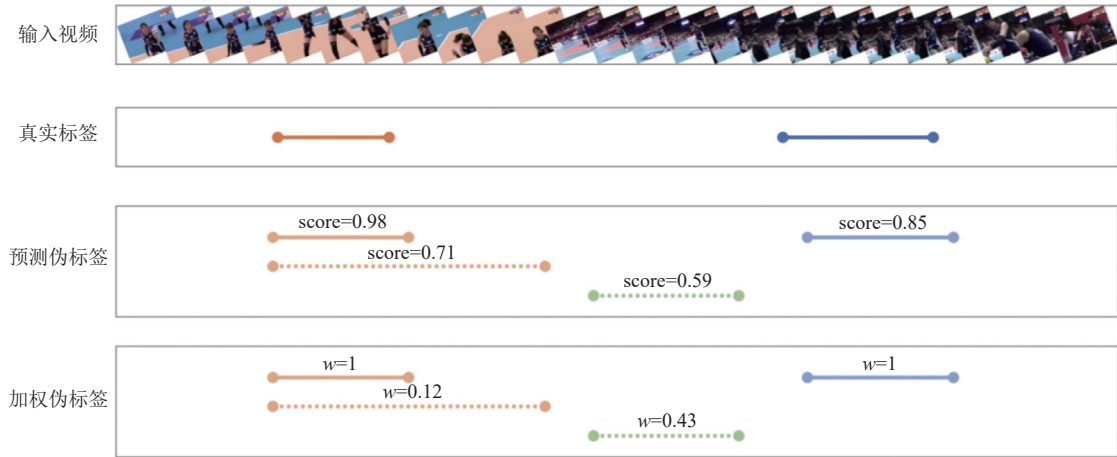 输入视频
真实标签
score=0.98
score=0.85
预测伪标签
score=0.71
score=0.59
w=1
w=1
加权伪标签
w=0.12
w=0.43